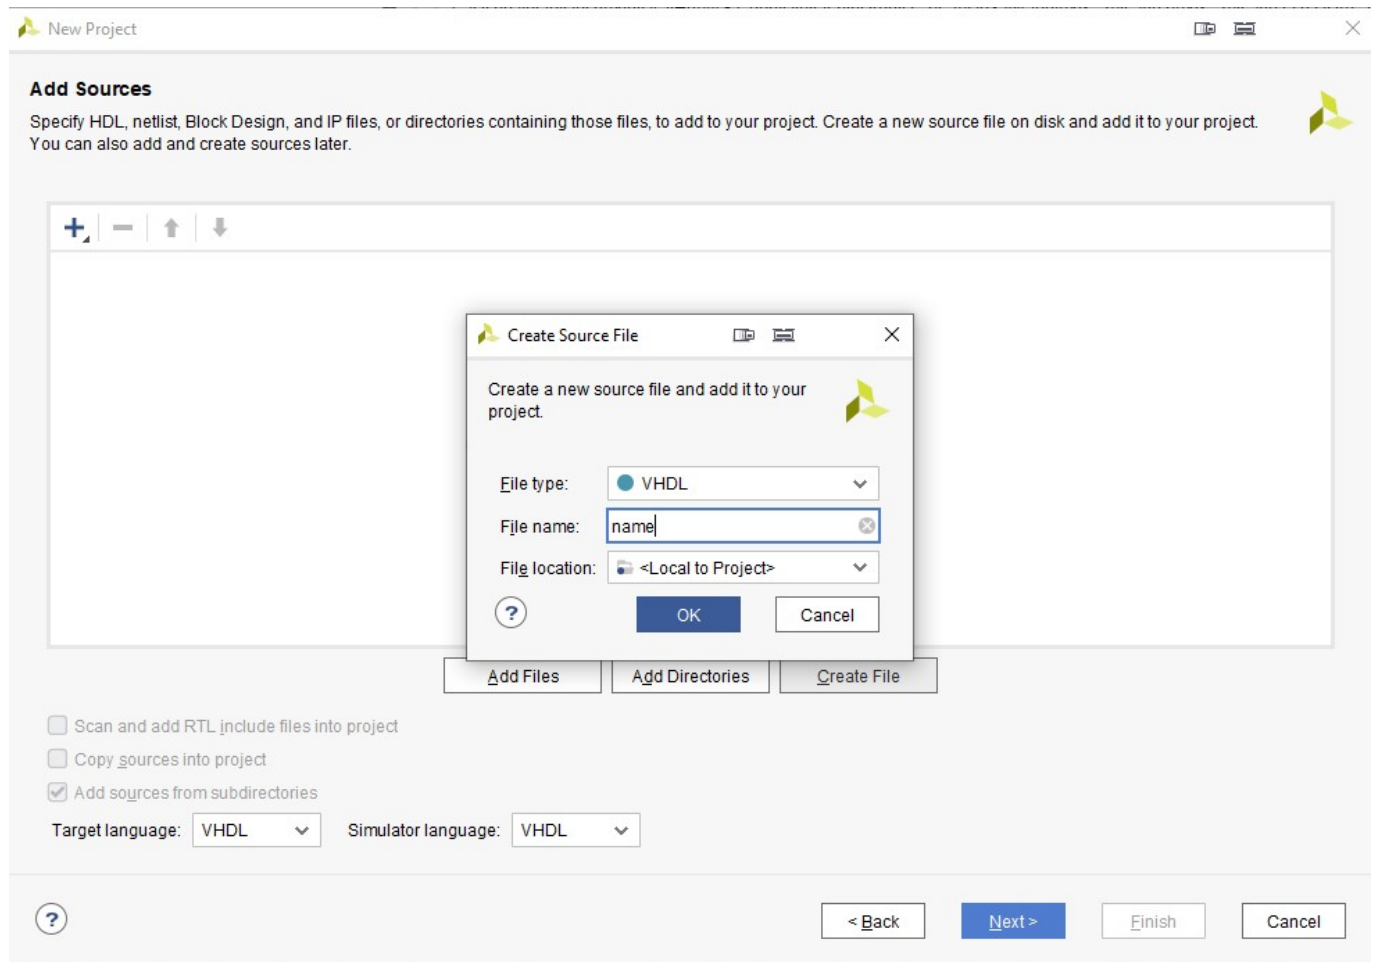 New Project
Add Sources
Specify HDL, netlist, Block Design, and IP files, or directories containing those files, to add to your project. Create a new source file on disk and add it to your project.
You can also add and create sources later.
Create Source File
Create a new source file and add it to your
project.
File type: VHDL
File name: name
File location: <Local to Project>
? OK Cancel
Add Files Add Directories Create File
Scan and add RTL include files into project
Copy sources into project
Add sources from subdirectories
Target language: VHDL Simulator language: VHDL
? < Back Next > Finish Cancel